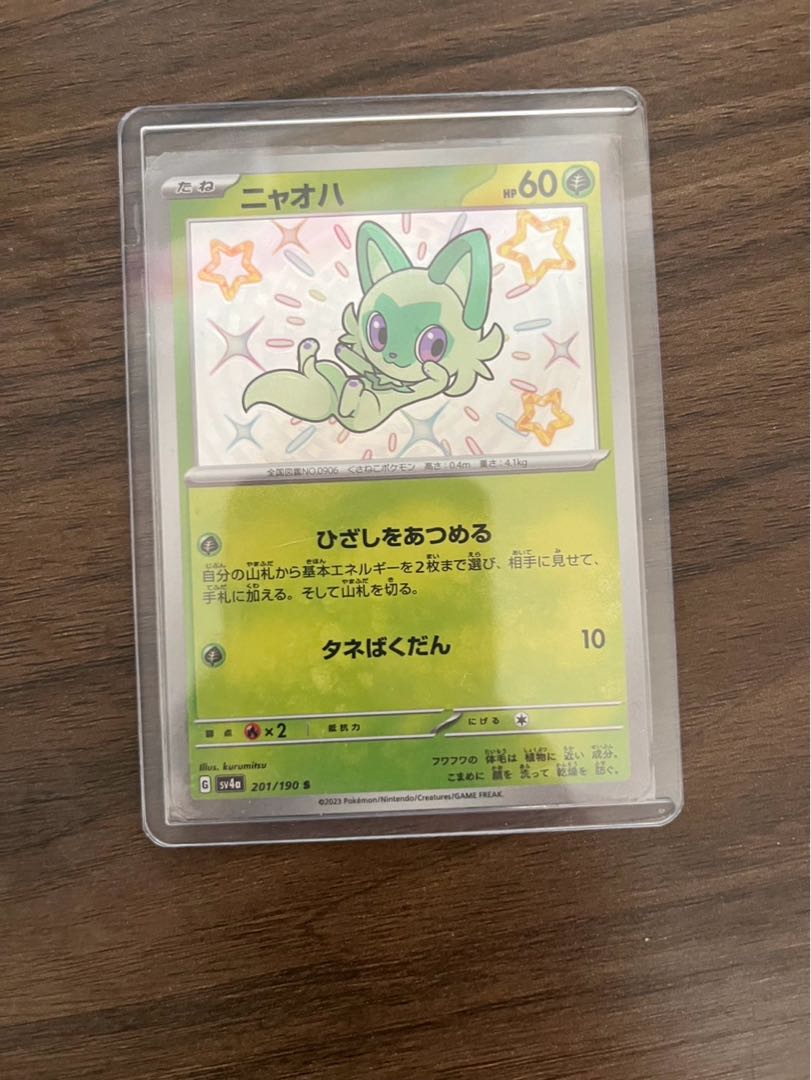 たね
ニャオハ
HP60
全国図鑑NO.0906 くさねこポケモン 高さ:0.4m 重さ:4.1kg
ひざしをあつめる
自分の山札から基本エネルギーを2枚まで選び、相手に見せて、
手札に加える。そして山札を切る。
タネばくだん 10
弱点 ×2 抵抗力 にげる
Illus. kurumitsu
フワフワの 体毛は 植物に 近い 成分。
こまめに 顔を 洗って 乾燥を 防ぐ。
G sv4a 201/190 S
©2023 Pokémon/Nintendo/Creatures/GAME FREAK.